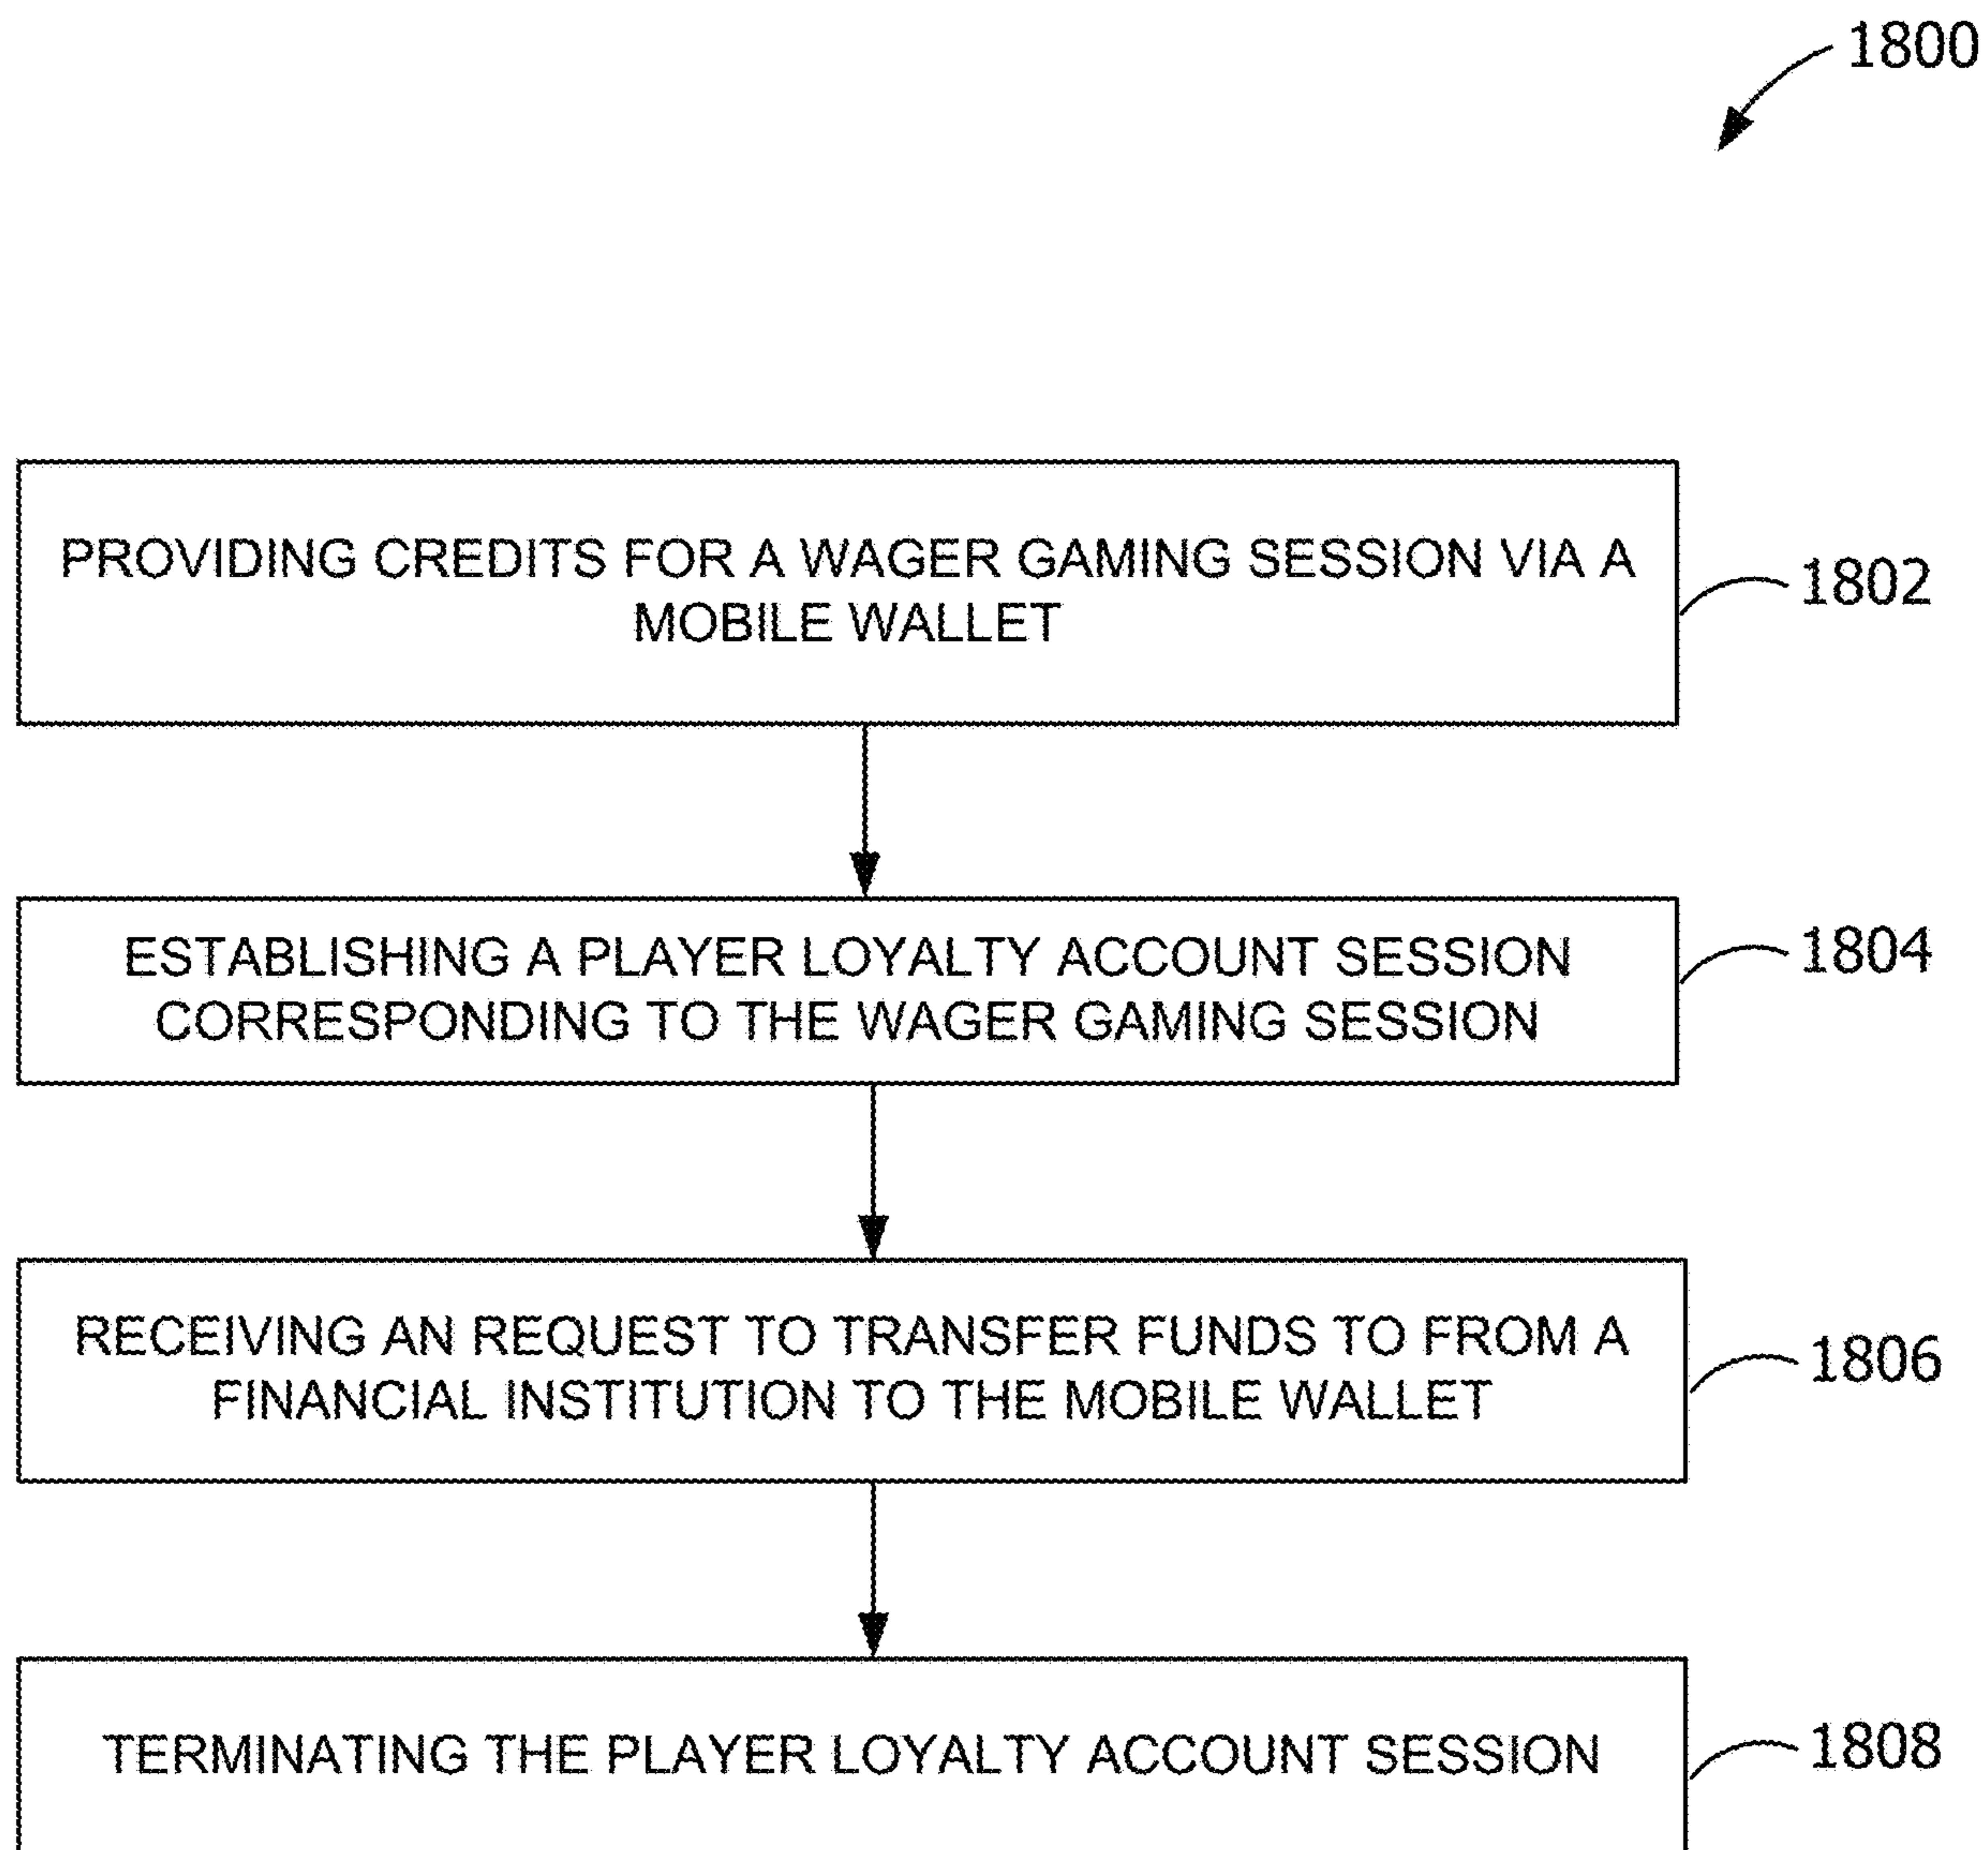 1800
PROVIDING CREDITS FOR A WAGER GAMING SESSION VIA A
MOBILE WALLET
1802
ESTABLISHING A PLAYER LOYALTY ACCOUNT SESSION
CORRESPONDING TO THE WAGER GAMING SESSION
1804
RECEIVING AN REQUEST TO TRANSFER FUNDS TO FROM A
FINANCIAL INSTITUTION TO THE MOBILE WALLET
1806
TERMINATING THE PLAYER LOYALTY ACCOUNT SESSION
1808